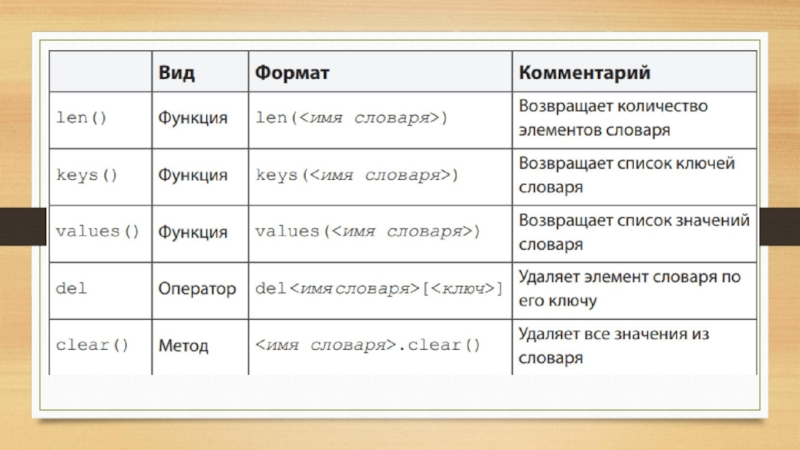 Вид Формат Комментарий
len() Функция len(<имя словаря>) Возвращает количество
элементов словаря
keys() Функция keys(<имя словаря>) Возвращает список ключей
словаря
values() Функция values(<имя словаря>) Возвращает список значений
словаря
del Оператор del<имя словаря>[<ключ>] Удаляет элемент словаря по
его ключу
clear() Метод <имя словаря>.clear() Удаляет все значения из
словаря